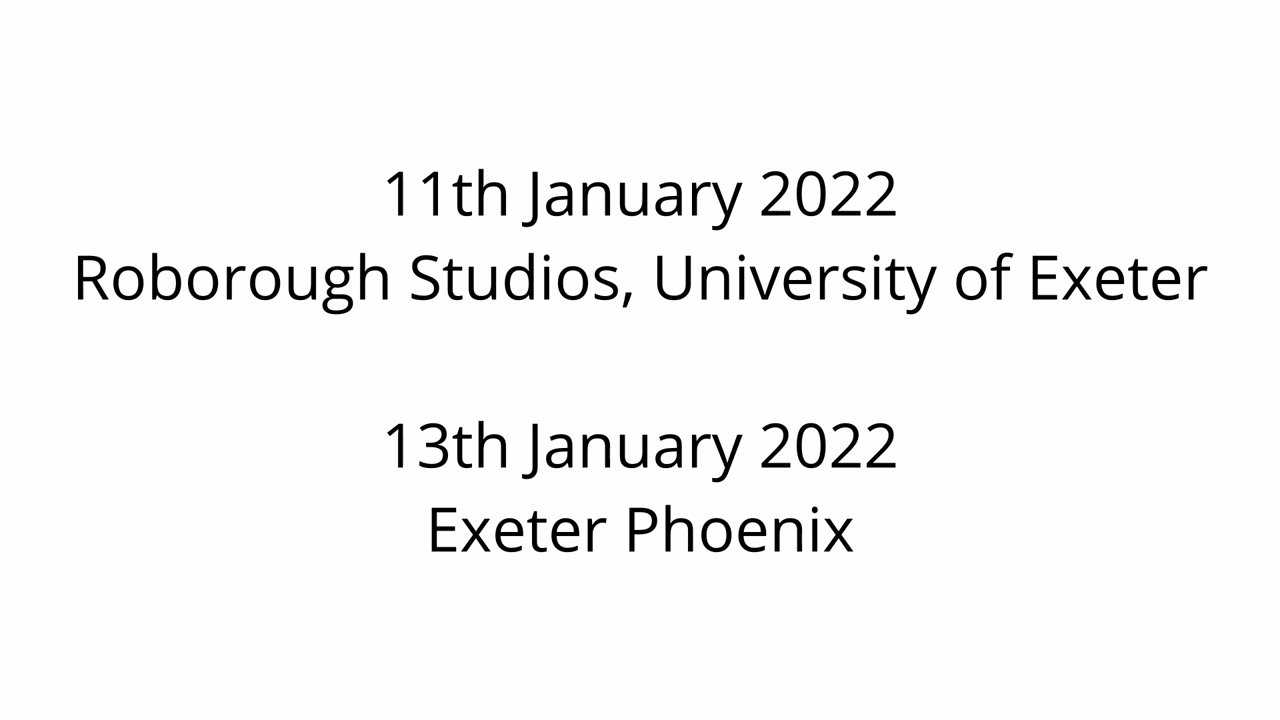 11th January 2022
Roborough Studios, University of Exeter
13th January 2022
Exeter Phoenix